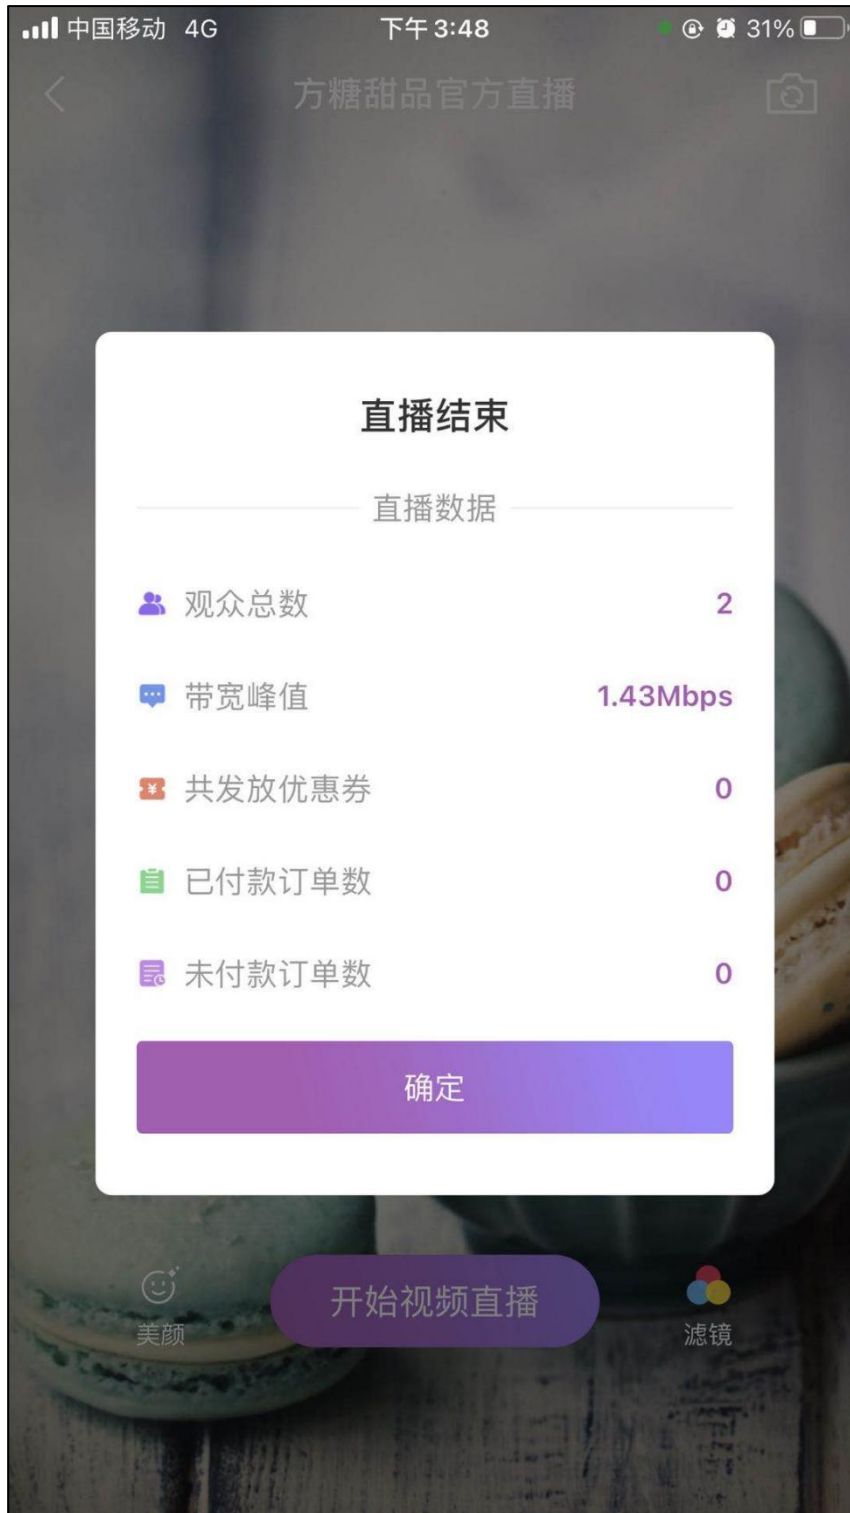 中国移动 4G 下午 3:48 31%
方糖甜品官方直播
直播结束
直播数据
观众总数 2
带宽峰值 1.43Mbps
共发放优惠券 0
已付款订单数 0
未付款订单数 0
确定
美颜 开始视频直播 滤镜